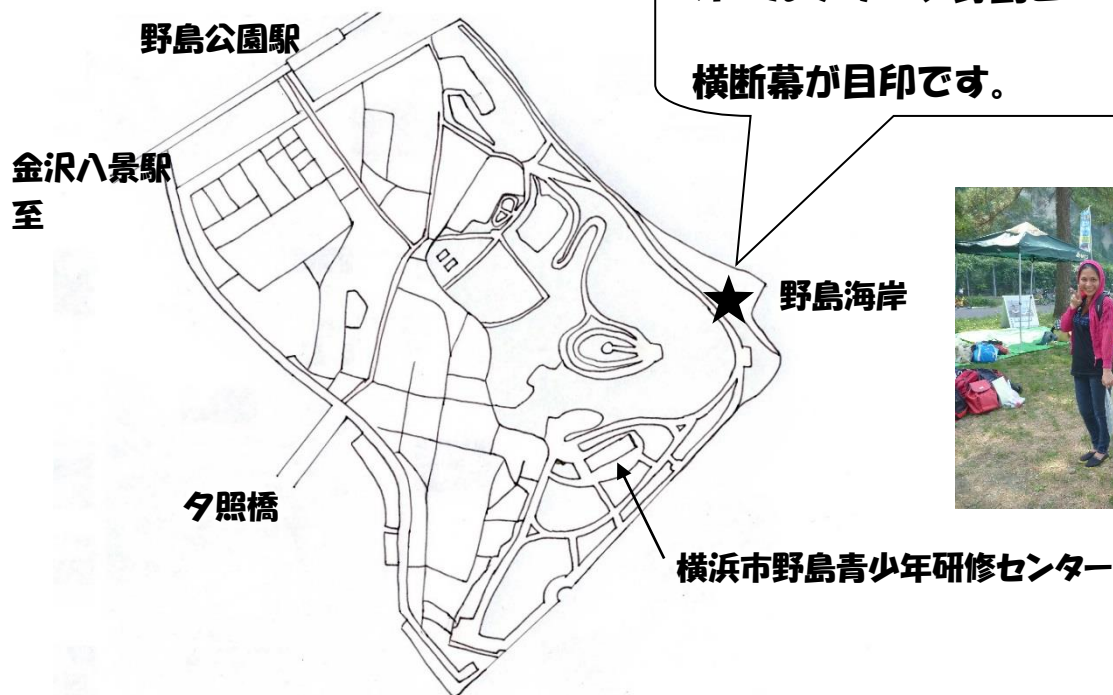 横断幕が目印です。
野島公園駅
金沢八景駅
至
野島海岸
夕照橋
横浜市野島青少年研修センター